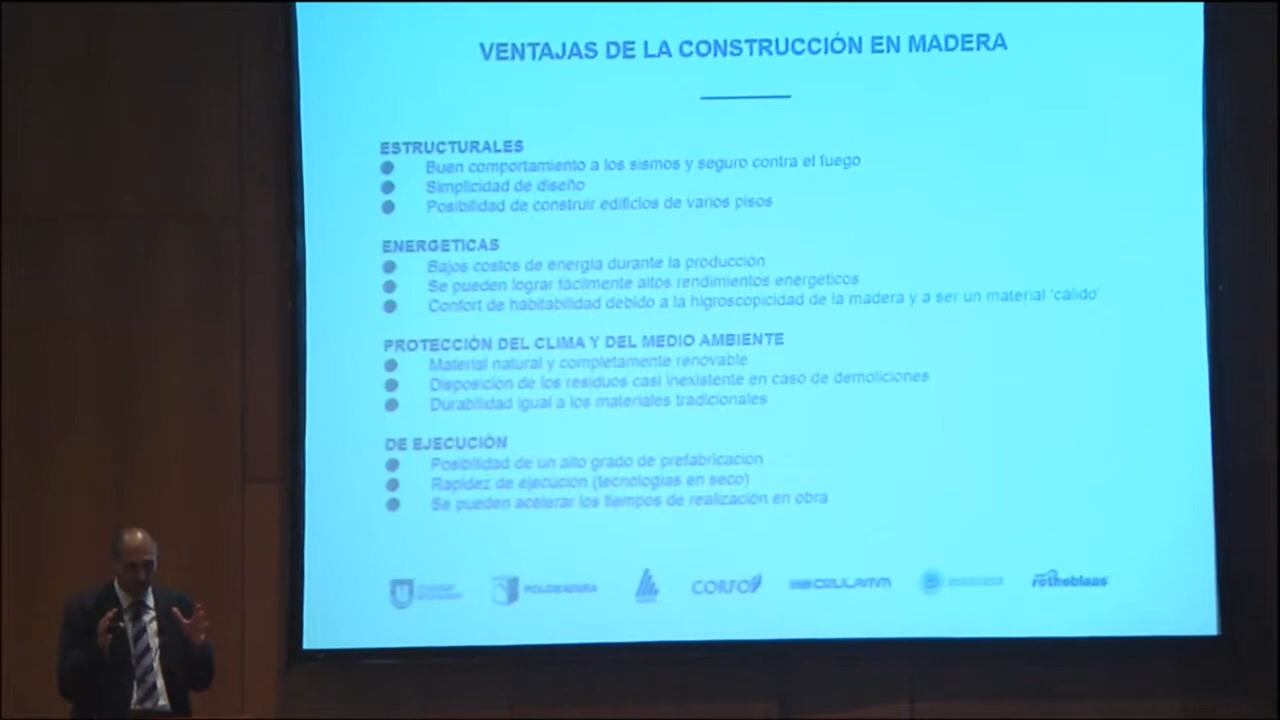 VENTAJAS DE LA CONSTRUCCIÓN EN MADERA
ESTRUCTURALES
Buen comportamiento a los sismos y seguro contra el fuego
Simplicidad de diseño
Posibilidad de construir edificios de varios pisos
ENERGETICAS
Bajos costos de energía durante la producción
Se pueden lograr fácilmente altos rendimientos energeticos
Confort de habitabilidad debido a la higroscopicidad de la madera y a ser un material 'cálido'
PROTECCIÓN DEL CLIMA Y DEL MEDIO AMBIENTE
Material natural y completamente renovable
Disposición de los residuos casi inexistente en caso de demoliciones
Durabilidad igual a los materiales tradicionales
DE EJECUCIÓN
Posibilidad de un alto grado de prefabricacion
Rapidez de ejecucion (tecnologías en seco)
Se pueden acelerar los tiempos de realización en obra
POLOMADERA CORFO rothoblaas